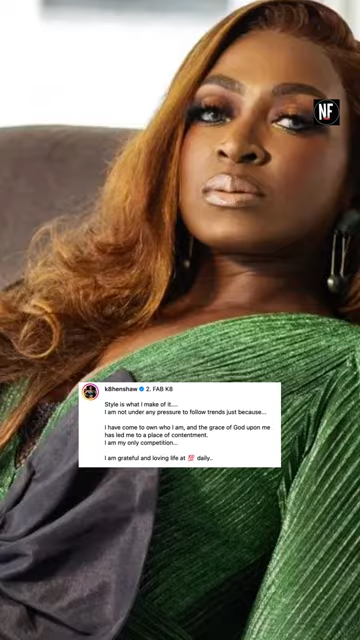 NF
k8henshaw 2. FAB K8
Style is what I make of it....
I am not under any pressure to follow trends just because...
I have come to own who I am, and the grace of God upon me
has led me to a place of contentment.
I am my only competition...
I am grateful and loving life at 💯 daily..